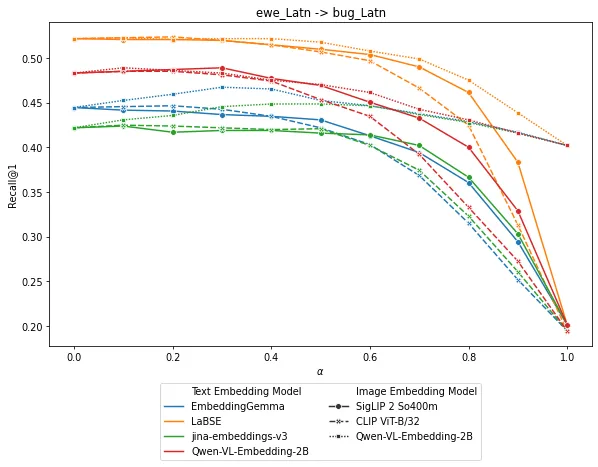 ewe_Latn -> bug_Latn
Recall@1
0.50
0.45
0.40
0.35
0.30
0.25
0.20
0.0 0.2 0.4 0.6 0.8 1.0
α
Text Embedding Model Image Embedding Model
EmbeddingGemma SigLIP 2 So400m
LaBSE CLIP ViT-B/32
jina-embeddings-v3 Qwen-VL-Embedding-2B
Qwen-VL-Embedding-2B